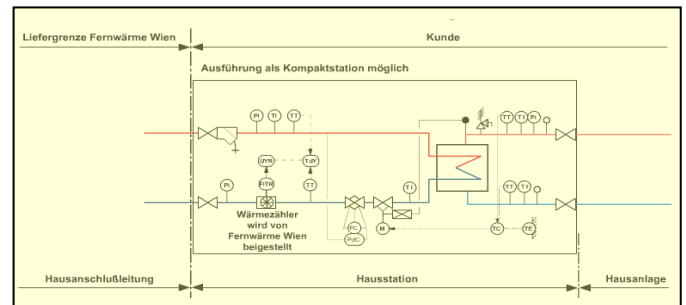 Liefergrenze Fernwärme Wien
Kunde
Ausführung als Kompaktstation möglich
PI TI TT
TT TI PI
UYR TdY
PI FITR TT TI
TT TI
Wärmezähler
wird von
Fernwärme Wien
beigestellt
FC
PdC
M TC TE
Hausanschlußleitung
Hausstation
Hausanlage